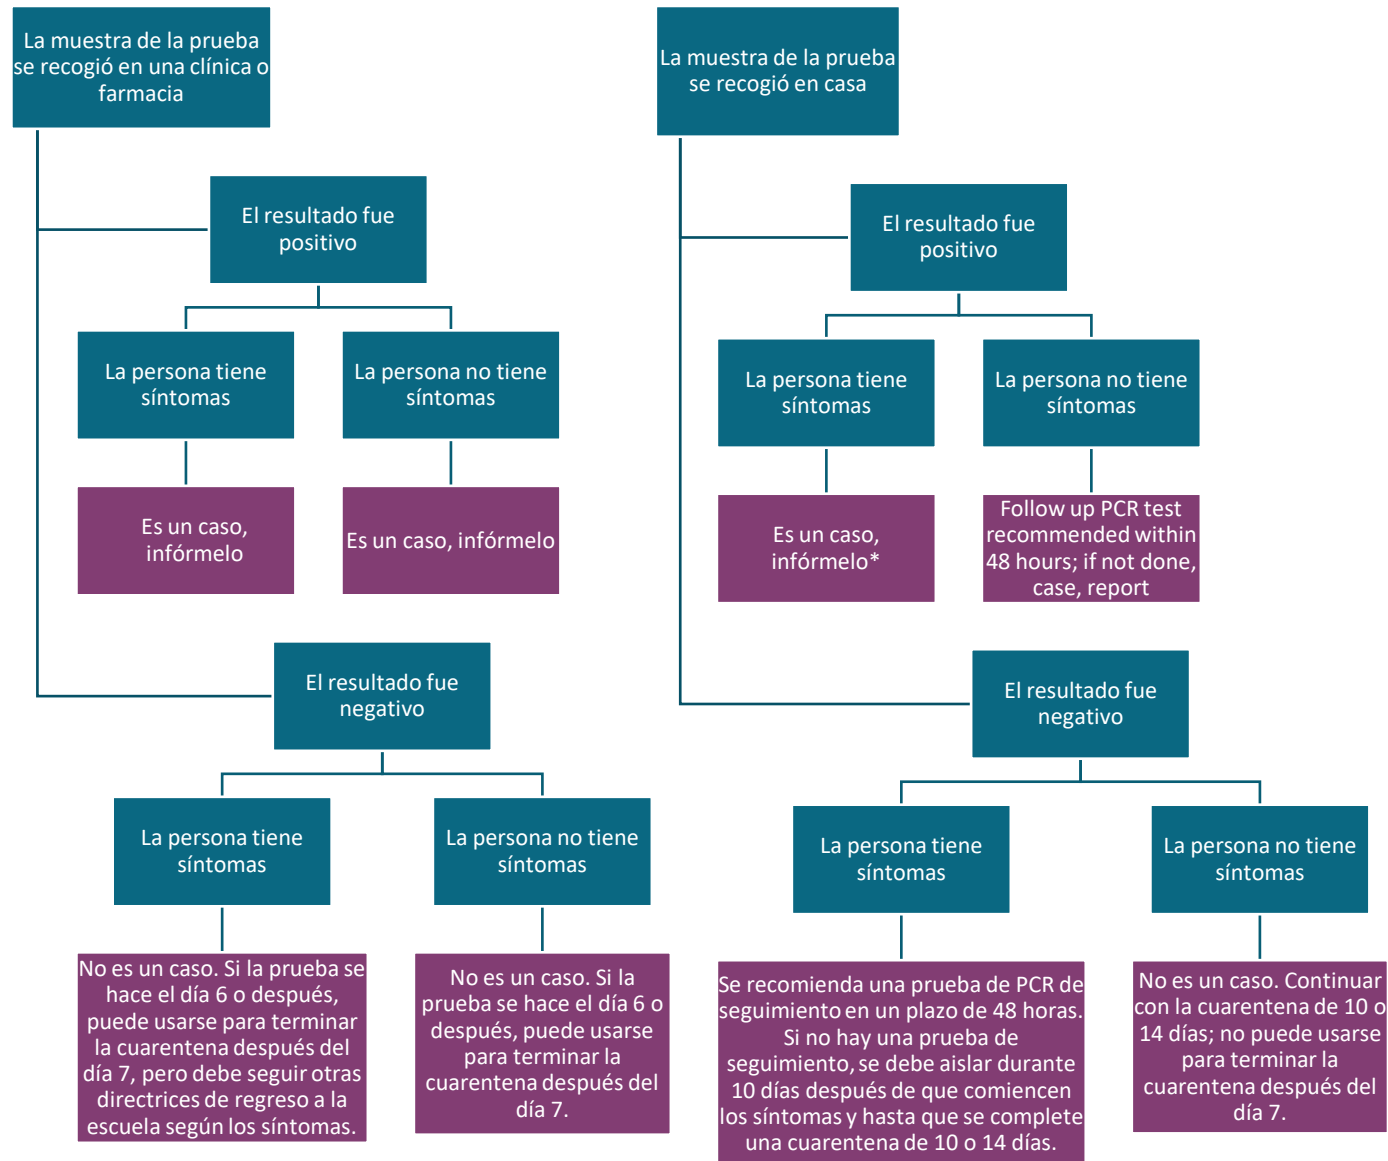 La muestra de la prueba
se recogió en una clínica o
farmacia
El resultado fue
positivo
La persona tiene
síntomas
La persona no tiene
síntomas
Es un caso,
infórmelo
Es un caso, infórmelo
El resultado fue
negativo
La persona tiene
síntomas
La persona no tiene
síntomas
No es un caso. Si la prueba se
hace el día 6 o después,
puede usarse para terminar
la cuarentena después del
día 7, pero debe seguir otras
directrices de regreso a la
escuela según los síntomas.
No es un caso. Si la
prueba se hace el día 6 o
después, puede usarse
para terminar la
cuarentena después del
día 7.
La muestra de la prueba
se recogió en casa
El resultado fue
positivo
La persona tiene
síntomas
La persona no tiene
síntomas
Es un caso,
infórmelo*
Follow up PCR test
recommended within
48 hours; if not done,
case, report
El resultado fue
negativo
La persona tiene
síntomas
La persona no tiene
síntomas
Se recomienda una prueba de PCR de
seguimiento en un plazo de 48 horas.
Si no hay una prueba de
seguimiento, se debe aislar durante
10 días después de que comiencen
los síntomas y hasta que se complete
una cuarentena de 10 o 14 días.
No es un caso. Continuar
con la cuarentena de 10 o
14 días; no puede usarse
para terminar la
cuarentena después del
día 7.